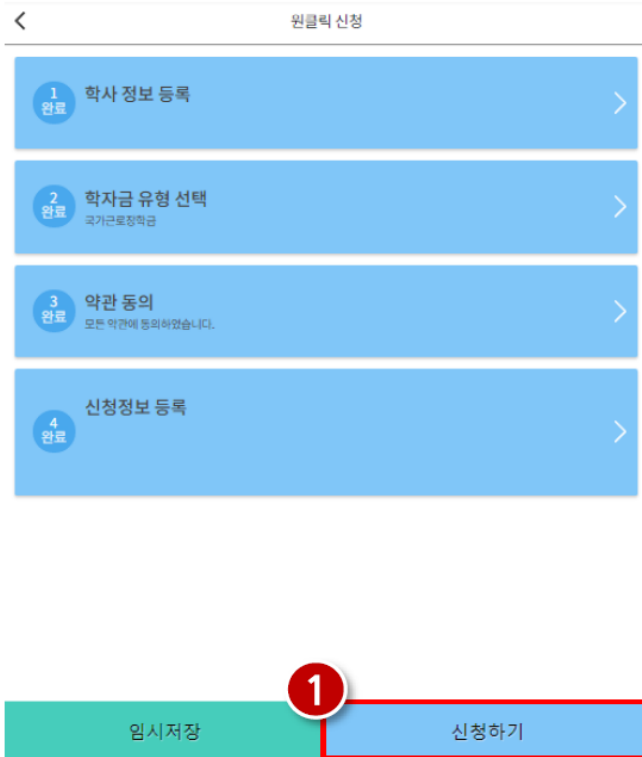 원클릭 신청
1
완료
학사 정보 등록
2
완료
학자금 유형 선택
국가근로장학금
3
완료
약관 동의
모든 약관에 동의하였습니다.
4
완료
신청정보 등록
1
임시저장
신청하기